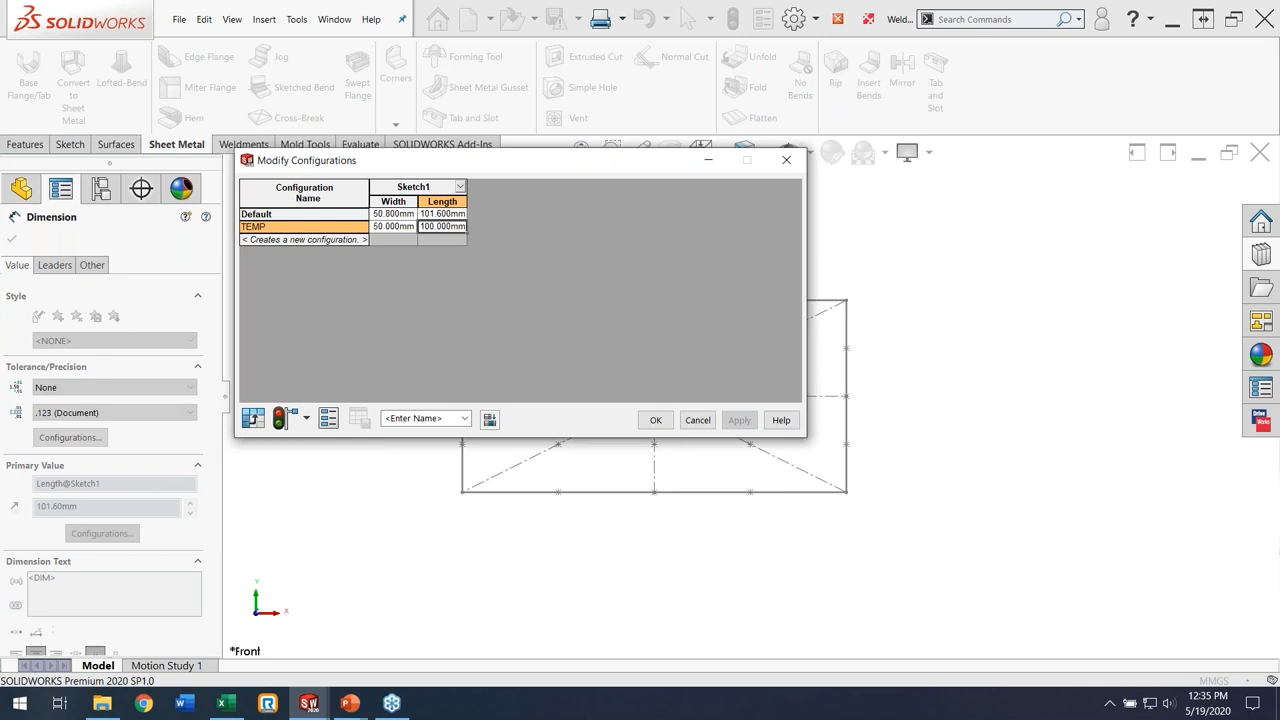 SOLIDWORKS
File Edit View Insert Tools Window Help
Weld...
Search Commands
Base Flange/Tab
Convert to Sheet Metal
Lofted-Bend
Edge Flange
Miter Flange
Hem
Jog
Sketched Bend
Cross-Break
Swept Flange
Corners
Forming Tool
Sheet Metal Gusset
Tab and Slot
Extruded Cut
Simple Hole
Vent
Normal Cut
Unfold
Fold
Flatten
No Bends
Rip
Insert Bends
Mirror
Tab and Slot
Features Sketch Surfaces Sheet Metal Weldments Mold Tools Evaluate SOLIDWORKS Add-Ins
Dimension
Value Leaders Other
Style
<NONE>
Tolerance/Precision
None
.123 (Document)
Configurations...
Primary Value
Length@Sketch1
101.60mm
Configurations...
Dimension Text
<DIM>
Modify Configurations
Configuration Name Sketch1
Width Length
Default 50.800mm 101.600mm
TEMP 50.000mm 100.000mm
< Creates a new configuration. >
<Enter Name>
OK Cancel Apply Help
Y
X
*Front
Model Motion Study 1
SOLIDWORKS Premium 2020 SP1.0
MMGS
12:35 PM
5/19/2020